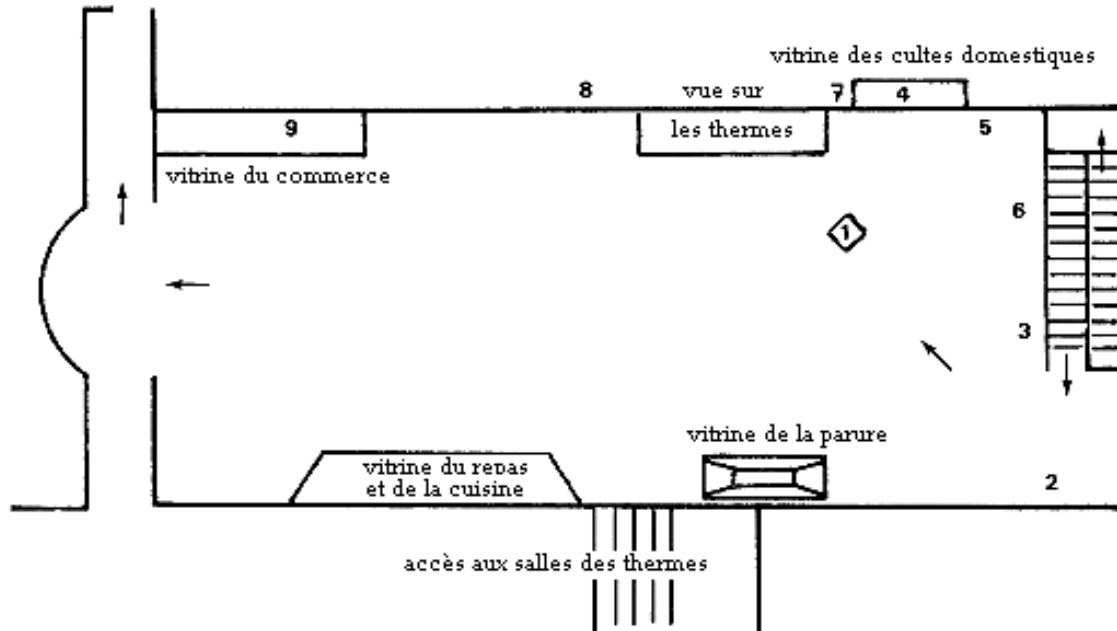 vitrine des cultes domestiques
8 vue sur 7 4
9 les thermes 5
vitrine du commerce
6
1
3
vitrine de la parure
vitrine du repas
et de la cuisine
2
accès aux salles des thermes